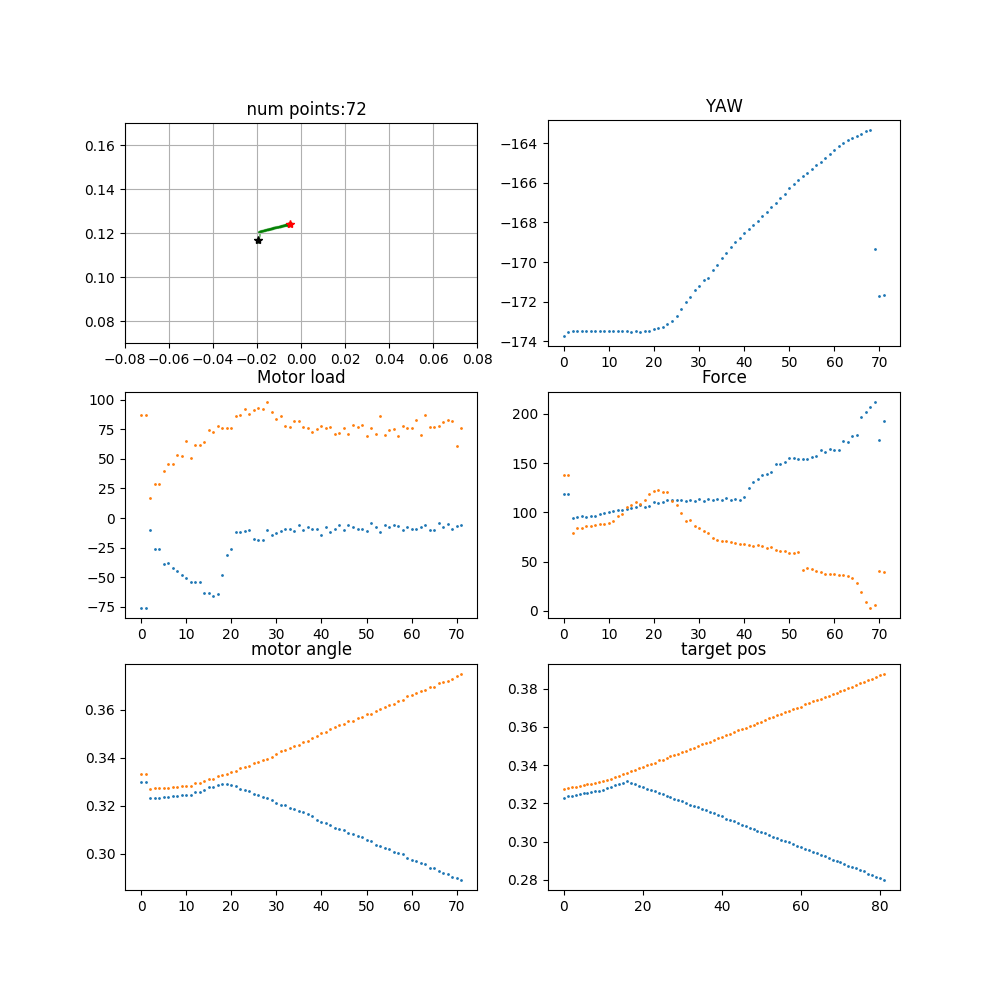 num points:72
YAW
0.16
0.14
0.12
0.10
0.08
−0.08 −0.06 −0.04 −0.02 0.00 0.02 0.04 0.06 0.08
−164
−166
−168
−170
−172
−174
0 10 20 30 40 50 60 70
Motor load
Force
100
75
50
25
0
−25
−50
−75
0 10 20 30 40 50 60 70
200
150
100
50
0
0 10 20 30 40 50 60 70
motor angle
target pos
0.36
0.34
0.32
0.30
0 10 20 30 40 50 60 70
0.38
0.36
0.34
0.32
0.30
0.28
0 20 40 60 80